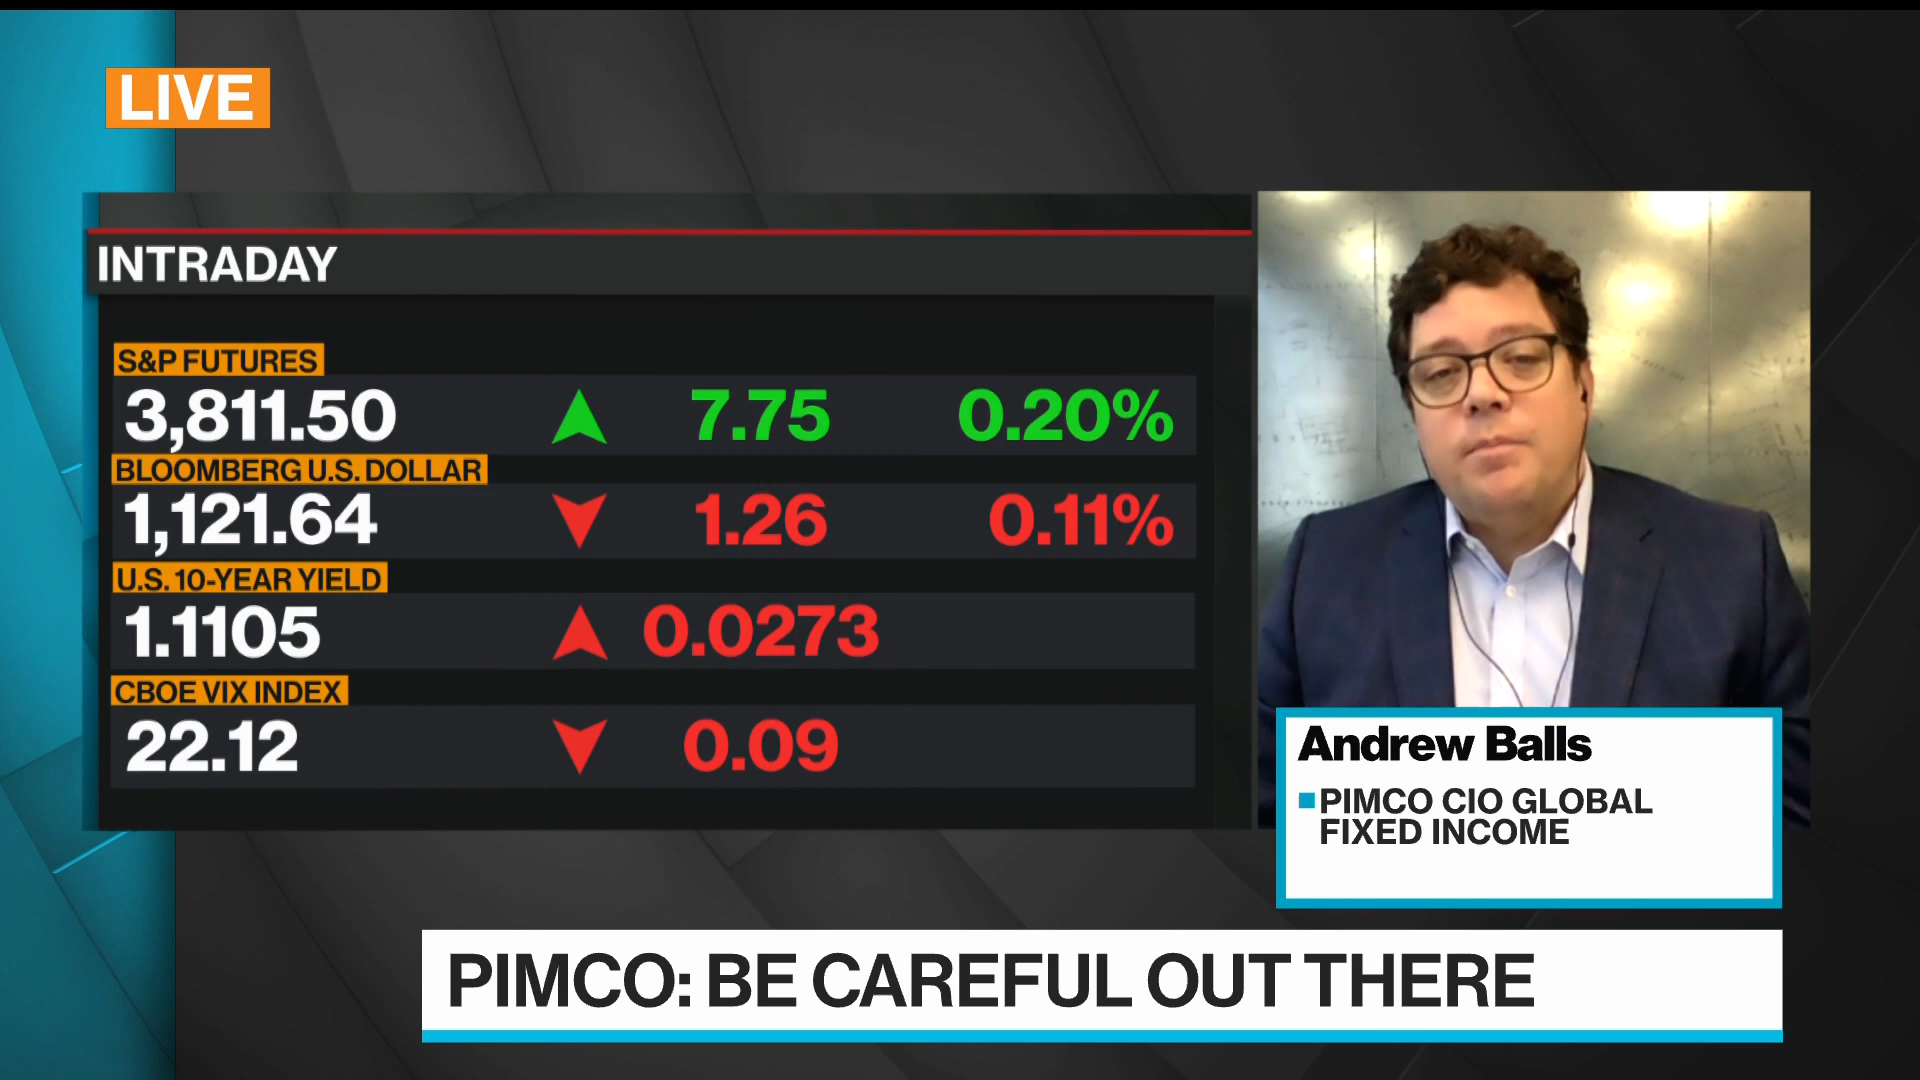 LIVE
INTRADAY
S&P FUTURES
3,811.50 ▲ 7.75 0.20%
BLOOMBERG U.S. DOLLAR
1,121.64 ▼ 1.26 0.11%
U.S. 10-YEAR YIELD
1.1105 ▲ 0.0273
CBOE VIX INDEX
22.12 ▼ 0.09
Andrew Balls
PIMCO CIO GLOBAL
FIXED INCOME
PIMCO: BE CAREFUL OUT THERE